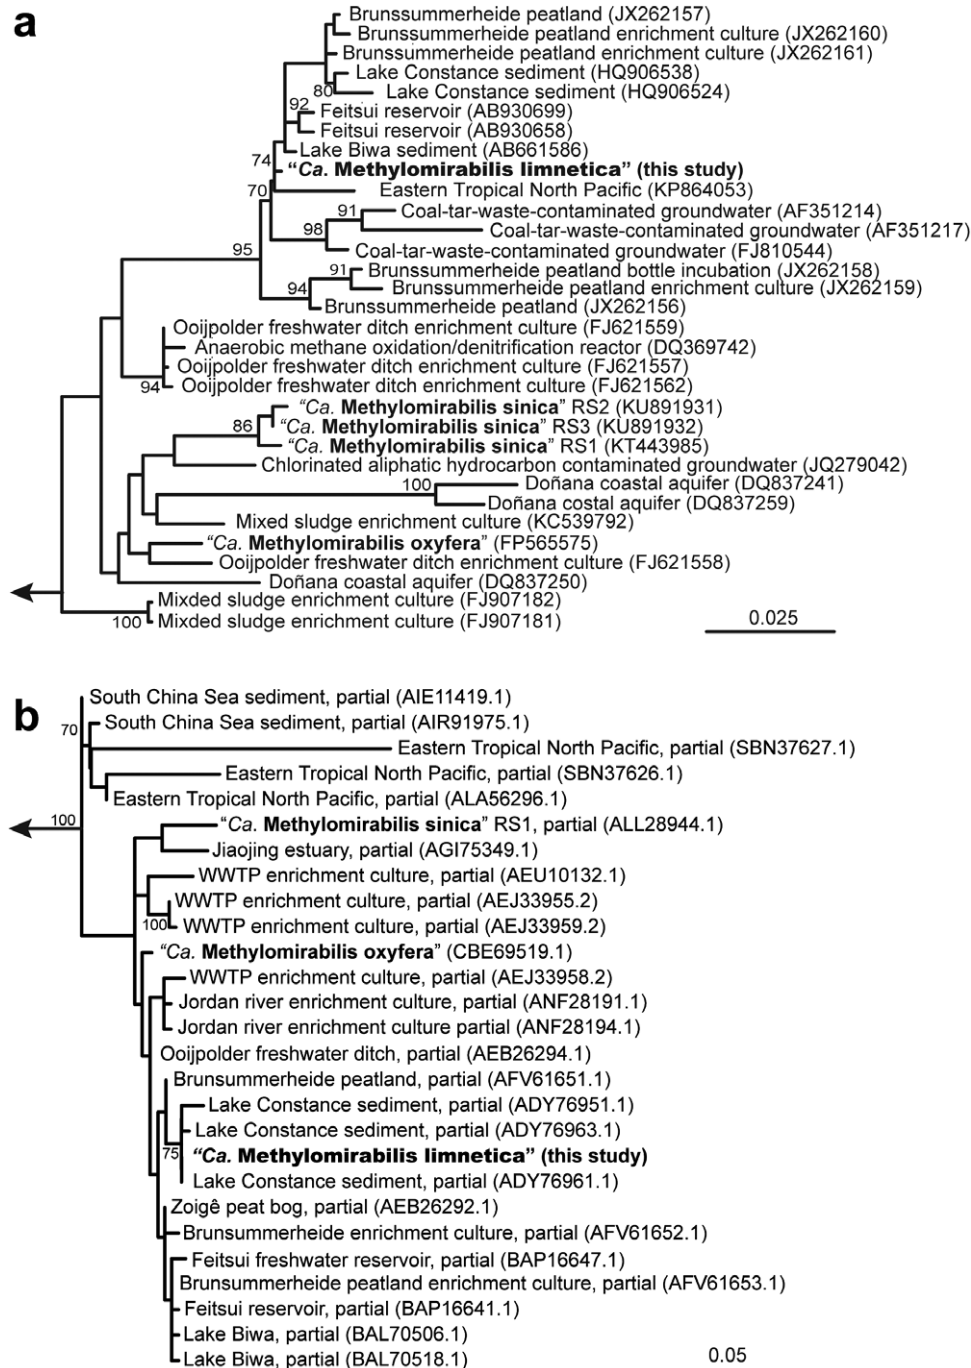 a
Brunssummerheide peatland (JX262157)
Brunssummerheide peatland enrichment culture (JX262160)
Brunssummerheide peatland enrichment culture (JX262161)
Lake Constance sediment (HQ906538)
80
Lake Constance sediment (HQ906524)
92
Feitsui reservoir (AB930699)
Feitsui reservoir (AB930658)
Lake Biwa sediment (AB661586)
74
“Ca. Methylomirabilis limnetica” (this study)
70
Eastern Tropical North Pacific (KP864053)
91
Coal-tar-waste-contaminated groundwater (AF351214)
98
Coal-tar-waste-contaminated groundwater (AF351217)
95
Coal-tar-waste-contaminated groundwater (FJ810544)
91
Brunssummerheide peatland bottle incubation (JX262158)
94
Brunssummerheide peatland enrichment culture (JX262159)
Brunssummerheide peatland (JX262156)
Ooijpolder freshwater ditch enrichment culture (FJ621559)
Anaerobic methane oxidation/denitrification reactor (DQ369742)
Ooijpolder freshwater ditch enrichment culture (FJ621557)
94
Ooijpolder freshwater ditch enrichment culture (FJ621562)
“Ca. Methylomirabilis sinica” RS2 (KU891931)
86
“Ca. Methylomirabilis sinica” RS3 (KU891932)
“Ca. Methylomirabilis sinica” RS1 (KT443985)
Chlorinated aliphatic hydrocarbon contaminated groundwater (JQ279042)
100
Doñana coastal aquifer (DQ837241)
Doñana costal aquifer (DQ837259)
Mixed sludge enrichment culture (KC539792)
“Ca. Methylomirabilis oxyfera” (FP565575)
Ooijpolder freshwater ditch enrichment culture (FJ621558)
Doñana coastal aquifer (DQ837250)
Mixded sludge enrichment culture (FJ907182)
100
Mixded sludge enrichment culture (FJ907181)
0.025
b
South China Sea sediment, partial (AIE11419.1)
70
South China Sea sediment, partial (AIR91975.1)
Eastern Tropical North Pacific, partial (SBN37627.1)
Eastern Tropical North Pacific, partial (SBN37626.1)
Eastern Tropical North Pacific, partial (ALA56296.1)
100
“Ca. Methylomirabilis sinica” RS1, partial (ALL28944.1)
Jiaojing estuary, partial (AGI75349.1)
WWTP enrichment culture, partial (AEU10132.1)
WWTP enrichment culture, partial (AEJ33955.2)
100
WWTP enrichment culture, partial (AEJ33959.2)
“Ca. Methylomirabilis oxyfera” (CBE69519.1)
WWTP enrichment culture, partial (AEJ33958.2)
Jordan river enrichment culture, partial (ANF28191.1)
Jordan river enrichment culture partial (ANF28194.1)
Ooijpolder freshwater ditch, partial (AEB26294.1)
Brunsummerheide peatland, partial (AFV61651.1)
Lake Constance sediment, partial (ADY76951.1)
Lake Constance sediment, partial (ADY76963.1)
75
“Ca. Methylomirabilis limnetica” (this study)
Lake Constance sediment, partial (ADY76961.1)
Zoigê peat bog, partial (AEB26292.1)
Brunsummerheide enrichment culture, partial (AFV61652.1)
Feitsui freshwater reservoir, partial (BAP16647.1)
Brunsummerheide peatland enrichment culture, partial (AFV61653.1)
Feitsui reservoir, partial (BAP16641.1)
Lake Biwa, partial (BAL70506.1)
Lake Biwa, partial (BAL70518.1)
0.05